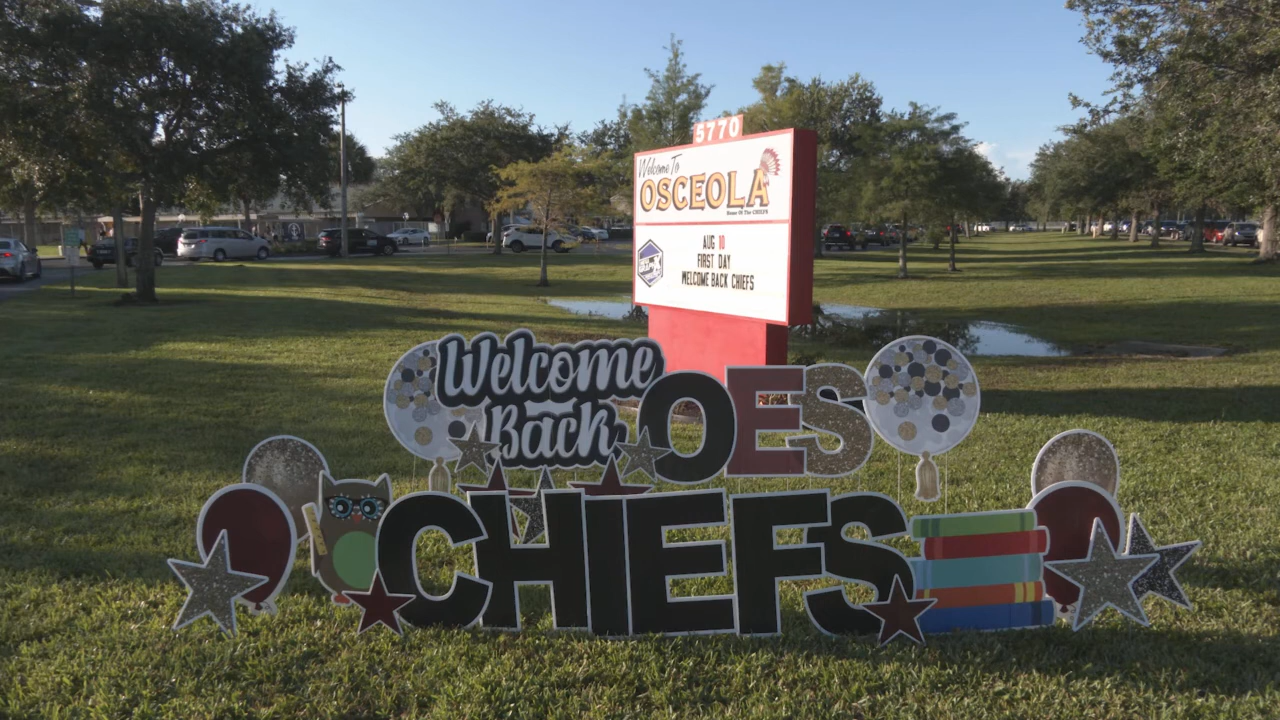 5770
Welcome To
OSCEOLA
Home Of The CHIEFS
AUG 10
FIRST DAY
WELCOME BACK CHIEFS
Welcome
Back
OES
CHIEFS